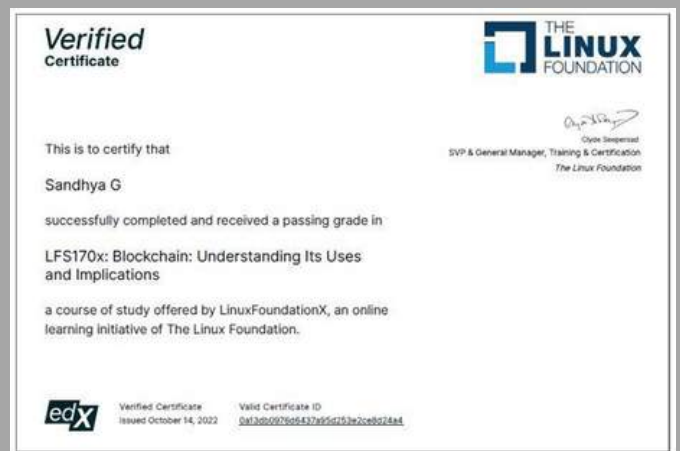 Verified
Certificate
THE
LINUX
FOUNDATION
Clyde Seepersad
SVP & General Manager, Training & Certification
The Linux Foundation
This is to certify that
Sandhya G
successfully completed and received a passing grade in
LFS170x: Blockchain: Understanding Its Uses
and Implications
a course of study offered by LinuxFoundationX, an online
learning initiative of The Linux Foundation.
edX
Verified Certificate
Issued October 14, 2022
Valid Certificate ID